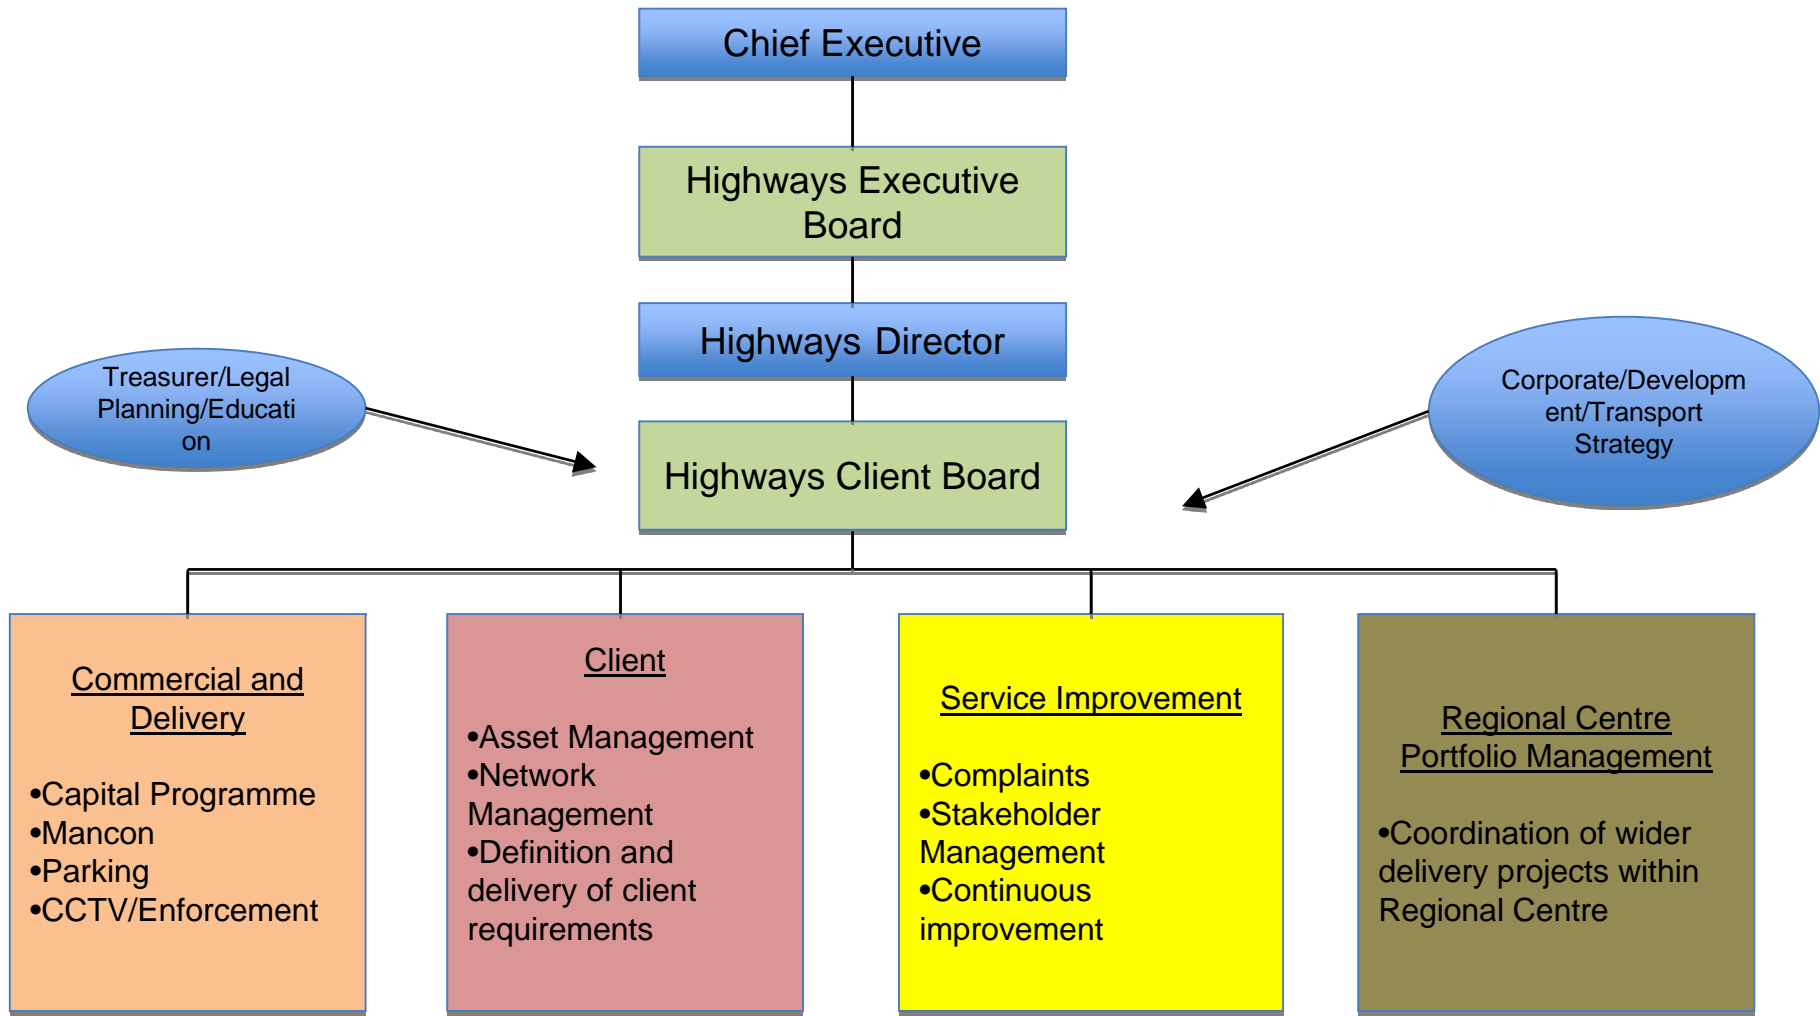 Chief Executive
Highways Executive
Board
Highways Director
Treasurer/Legal
Planning/Educati
on
Corporate/Developm
ent/Transport
Strategy
Highways Client Board
Commercial and
Delivery
•Capital Programme
•Mancon
•Parking
•CCTV/Enforcement
Client
•Asset Management
•Network
Management
•Definition and
delivery of client
requirements
Service Improvement
•Complaints
•Stakeholder
Management
•Continuous
improvement
Regional Centre
Portfolio Management
•Coordination of wider
delivery projects within
Regional Centre